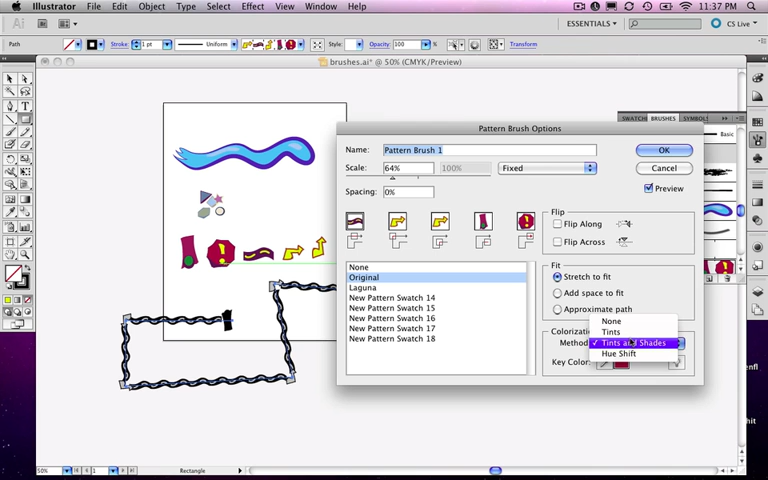 Illustrator File Edit Object Type Select Effect View Window Help 11:37 PM
Ai ESSENTIALS CS Live
Path Stroke: 1 pt Uniform Style: Opacity: 100 % Transform
brushes.ai* @ 50% (CMYK/Preview)
SWATCH BRUSHES SYMBOL
Basic
Pattern Brush Options
Name: Pattern Brush 1 OK
Scale: 64% 100% Fixed Cancel
Preview
Spacing: 0%
Flip
Flip Along
Flip Across
None
Original
Laguna
New Pattern Swatch 14
New Pattern Swatch 15
New Pattern Swatch 16
New Pattern Swatch 17
New Pattern Swatch 18
Fit
Stretch to fit
Add space to fit
Approximate path
Colorizatio
Method
None
Tints
✓ Tints and Shades
Hue Shift
Key Color:
50% 1 Rectangle